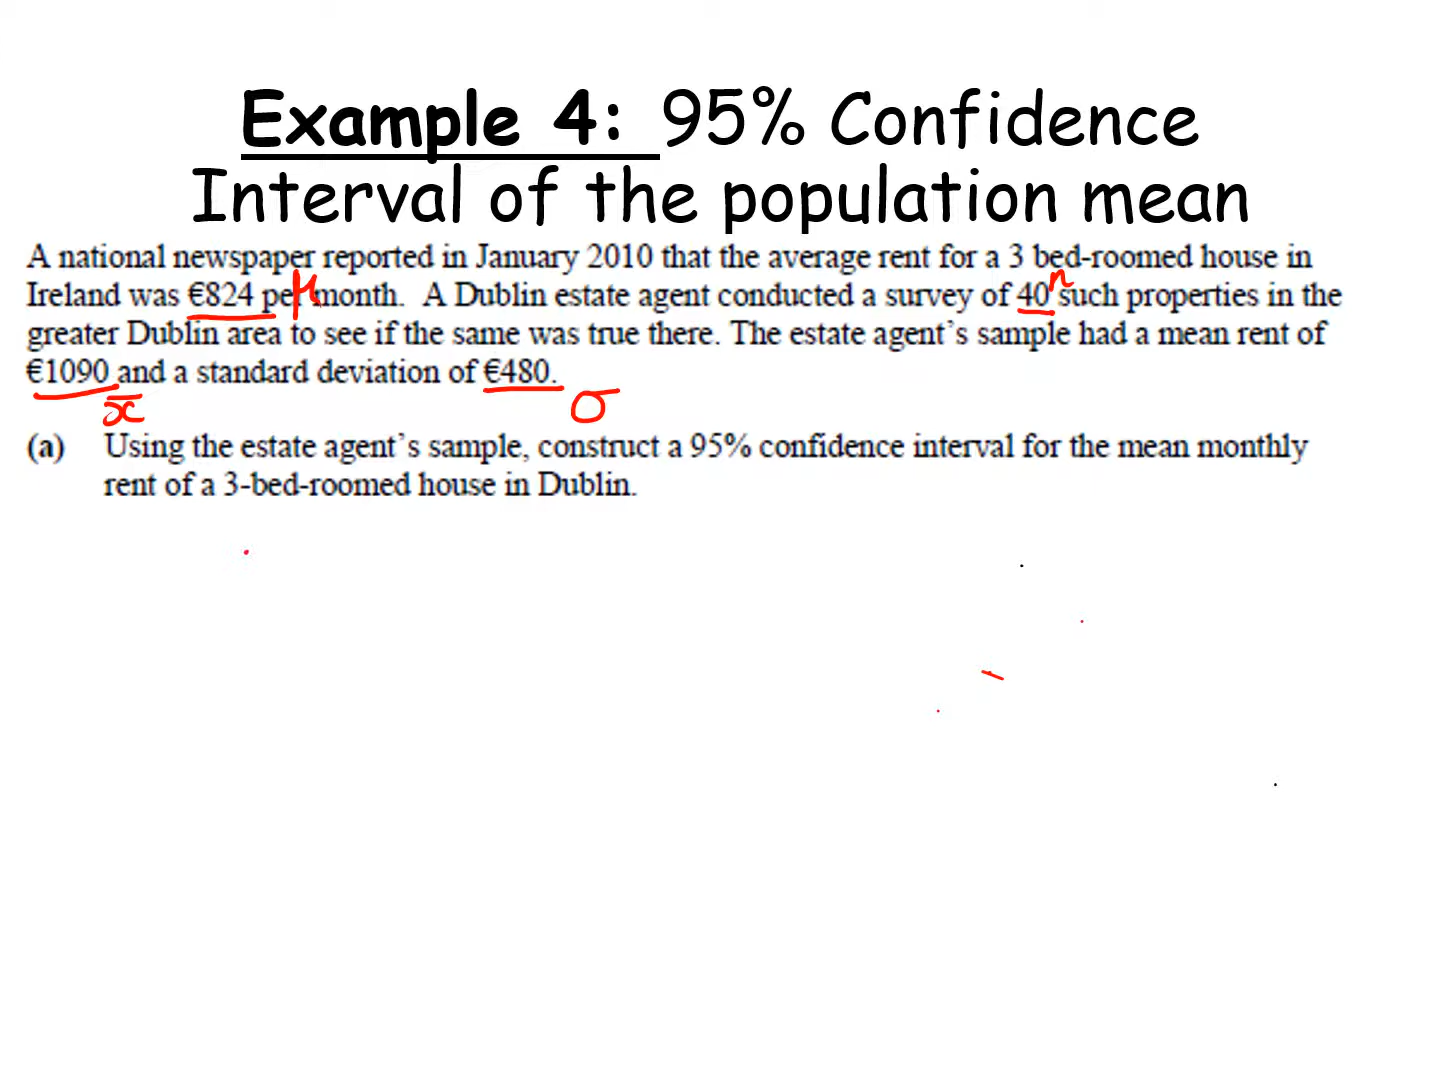 Example 4: 95% Confidence
Interval of the population mean
A national newspaper reported in January 2010 that the average rent for a 3 bed-roomed house in
Ireland was €824 per μ month. A Dublin estate agent conducted a survey of 40 n such properties in the
greater Dublin area to see if the same was true there. The estate agent's sample had a mean rent of
€1090 and a standard deviation of €480.
x̄ σ
(a) Using the estate agent's sample, construct a 95% confidence interval for the mean monthly
rent of a 3-bed-roomed house in Dublin.